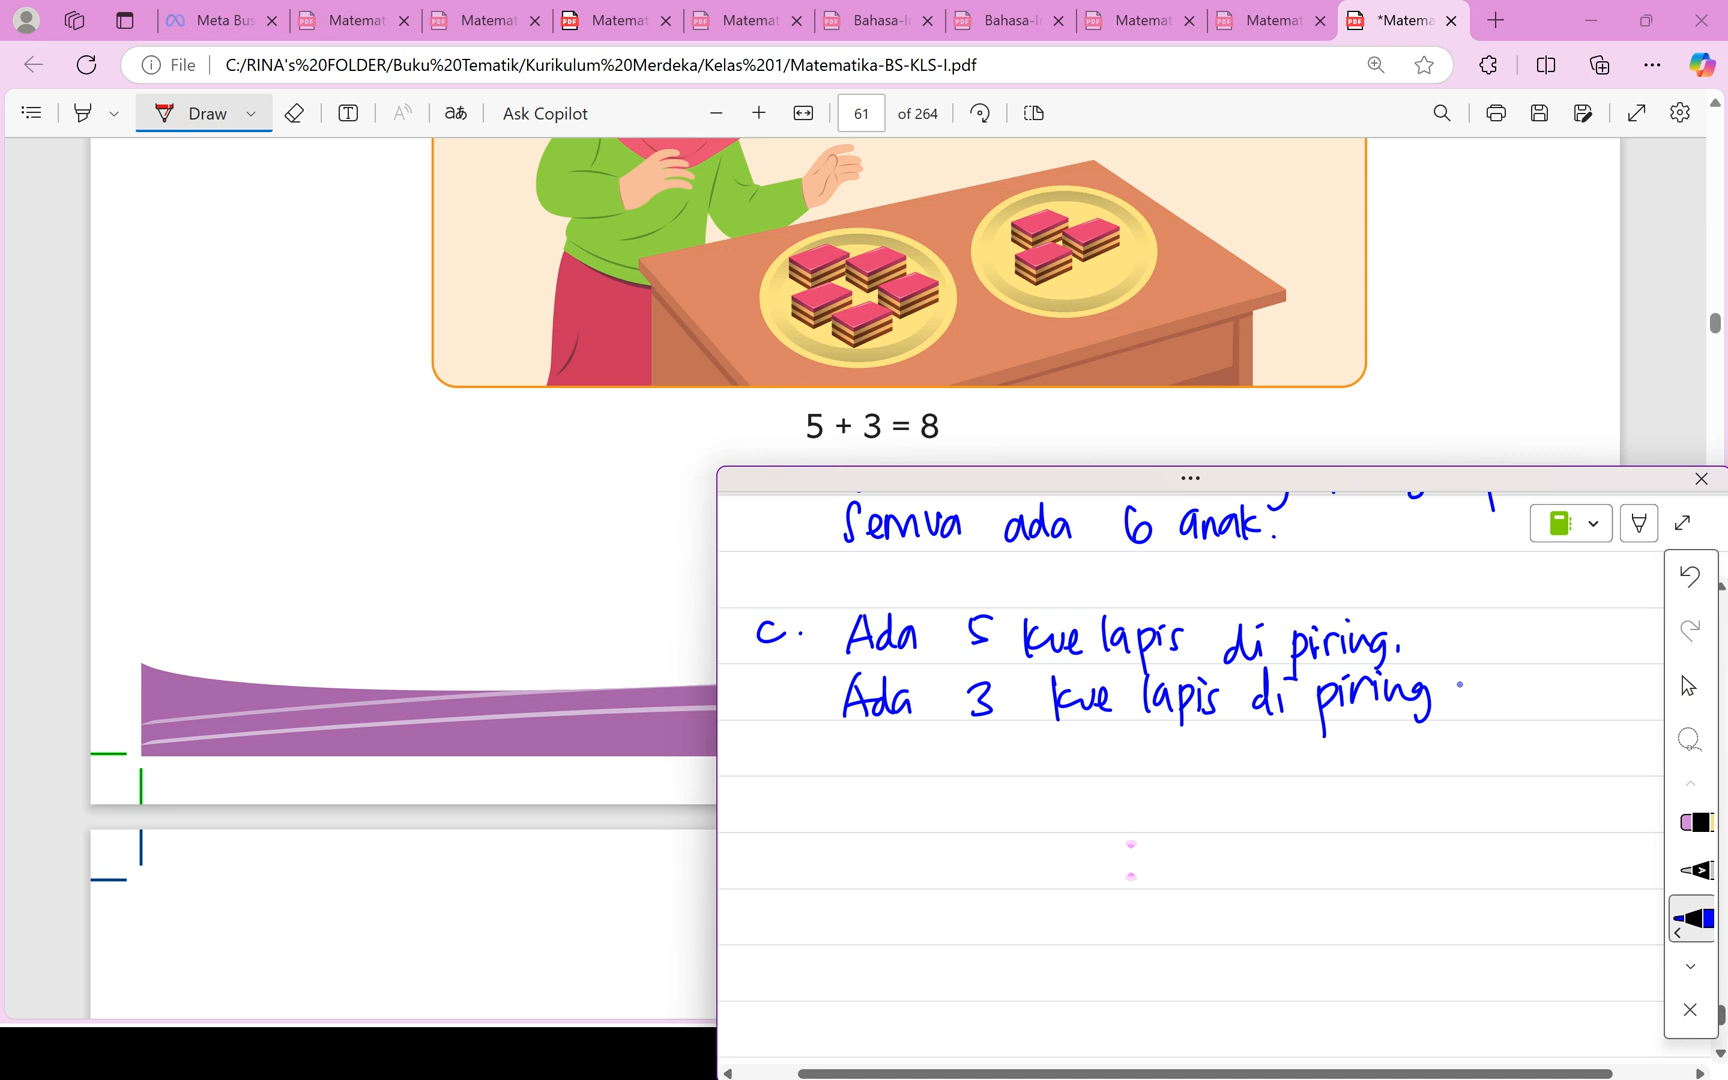 Meta Bus
Matemat
Matemat
Matemat
Matemat
Bahasa-I
Bahasa-I
Matemat
Matemat
*Matema
File
C:/RINA's%20FOLDER/Buku%20Tematik/Kurikulum%20Merdeka/Kelas%201/Matematika-BS-KLS-I.pdf
Draw
T
aあ
Ask Copilot
61 of 264
5 + 3 = 8
Semua ada 6 anak.
c. Ada 5 kue lapis di piring.
Ada 3 kue lapis di piring